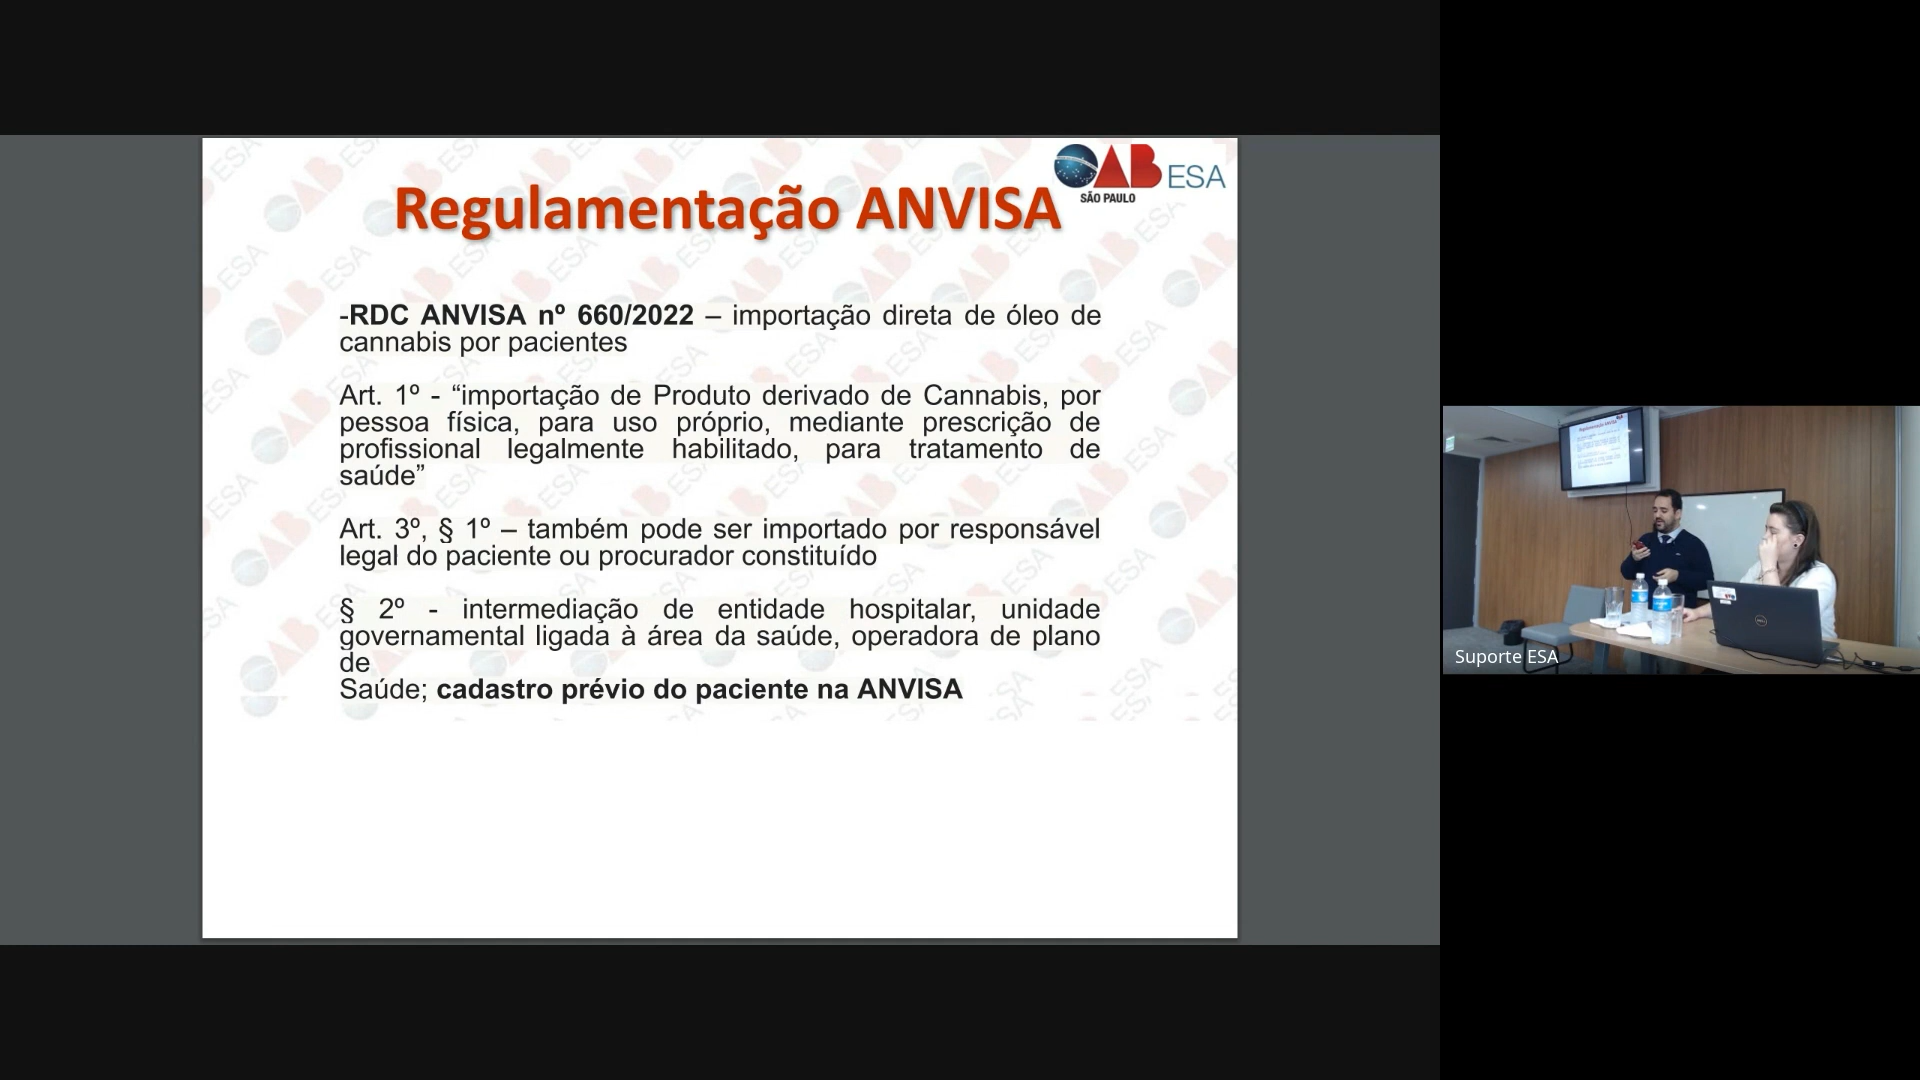 OAB ESA
SÃO PAULO
Regulamentação ANVISA
-RDC ANVISA nº 660/2022 – importação direta de óleo de
cannabis por pacientes
Art. 1º - “importação de Produto derivado de Cannabis, por
pessoa física, para uso próprio, mediante prescrição de
profissional legalmente habilitado, para tratamento de
saúde”
Art. 3º, § 1º – também pode ser importado por responsável
legal do paciente ou procurador constituído
§ 2º - intermediação de entidade hospitalar, unidade
governamental ligada à área da saúde, operadora de plano
de
Saúde; cadastro prévio do paciente na ANVISA
Regulamentação ANVISA
Suporte ESA